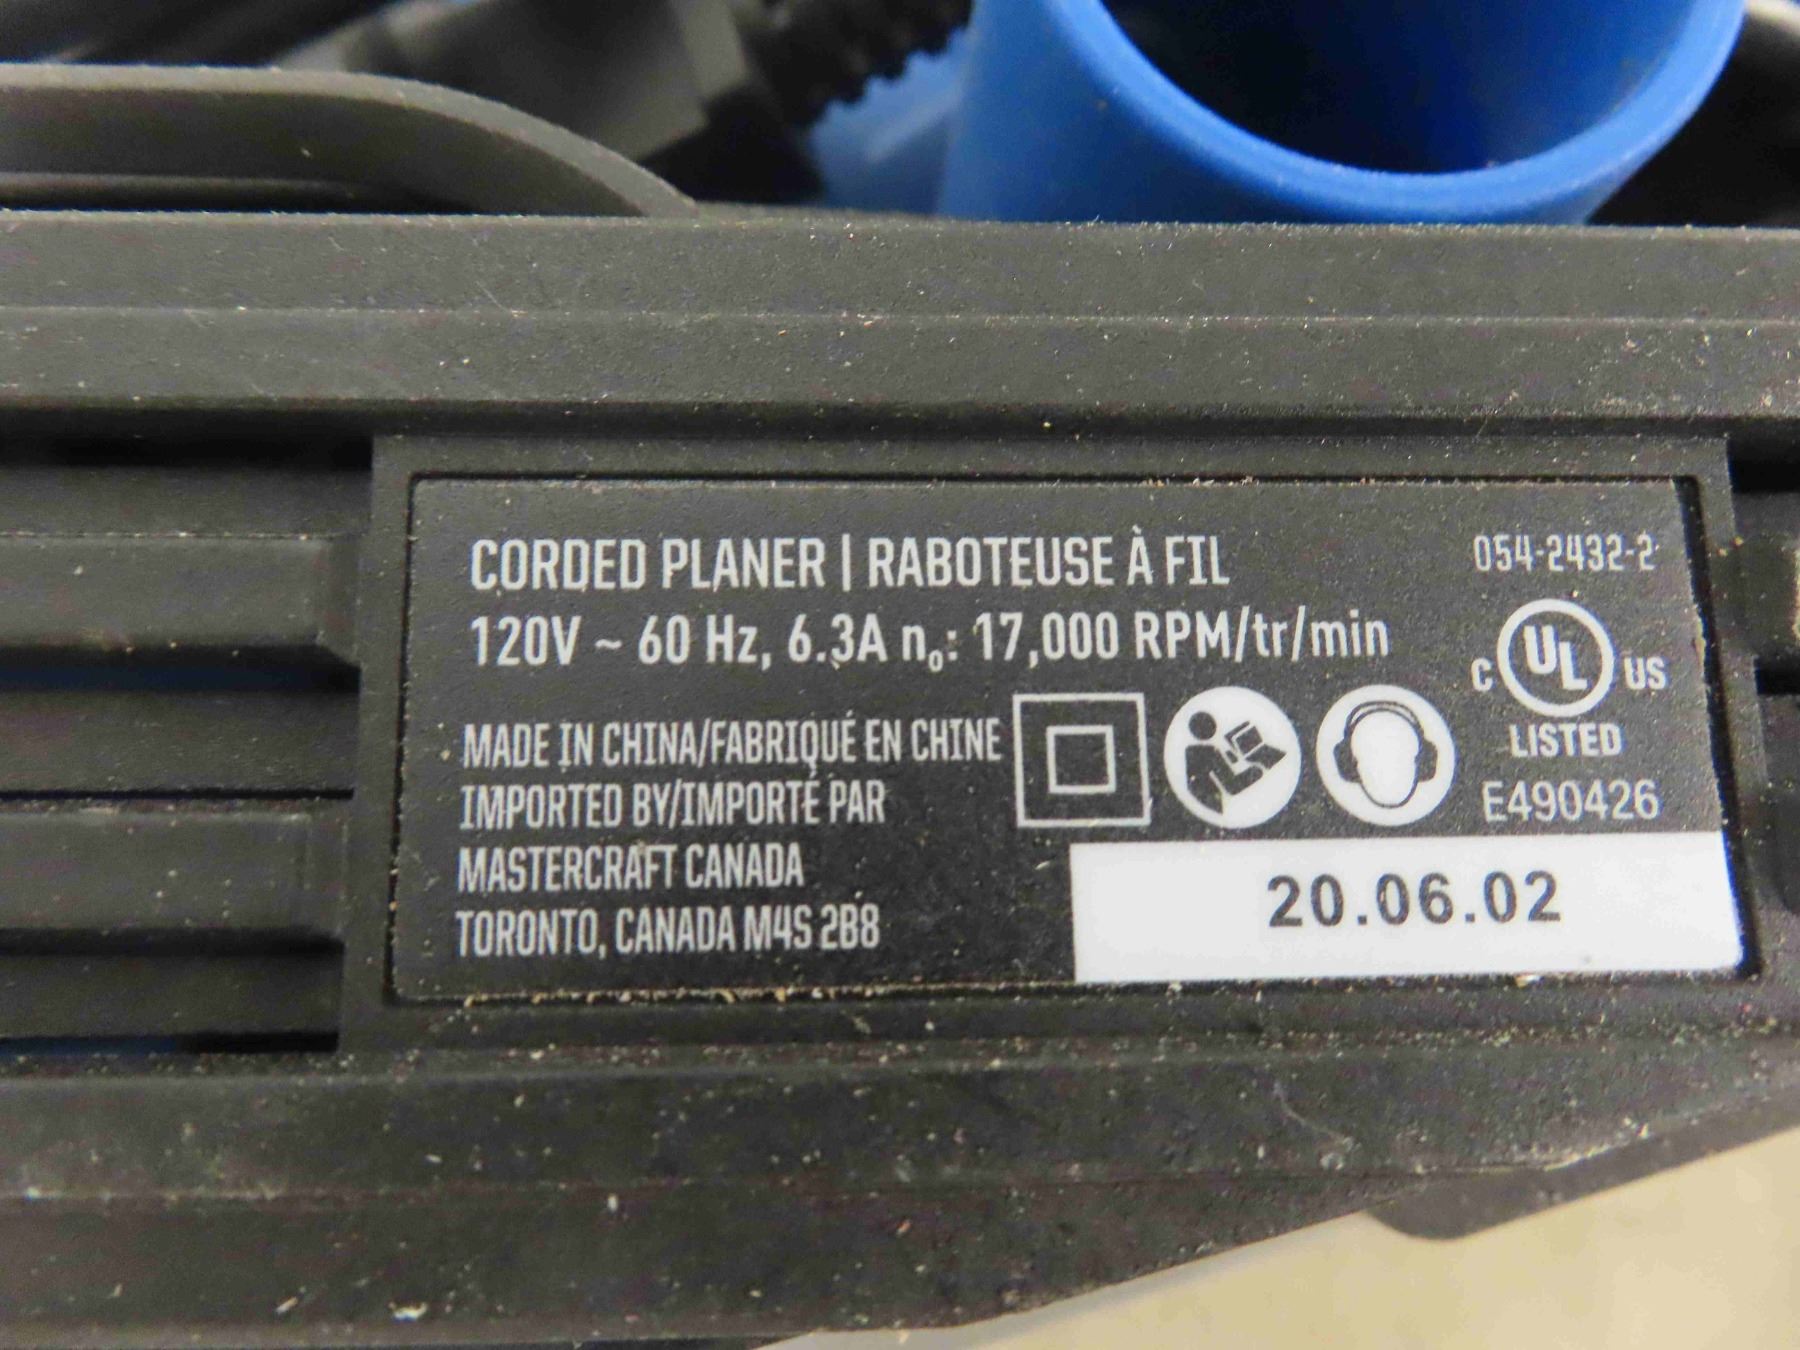 CORDED PLANER | RABOTEUSE À FIL
054-2432-2
120V ~ 60 Hz, 6.3A nₒ: 17,000 RPM/tr/min
C UL US
LISTED
E490426
MADE IN CHINA/FABRIQUÉ EN CHINE
IMPORTED BY/IMPORTÉ PAR
MASTERCRAFT CANADA
TORONTO, CANADA M4S 2B8
20.06.02